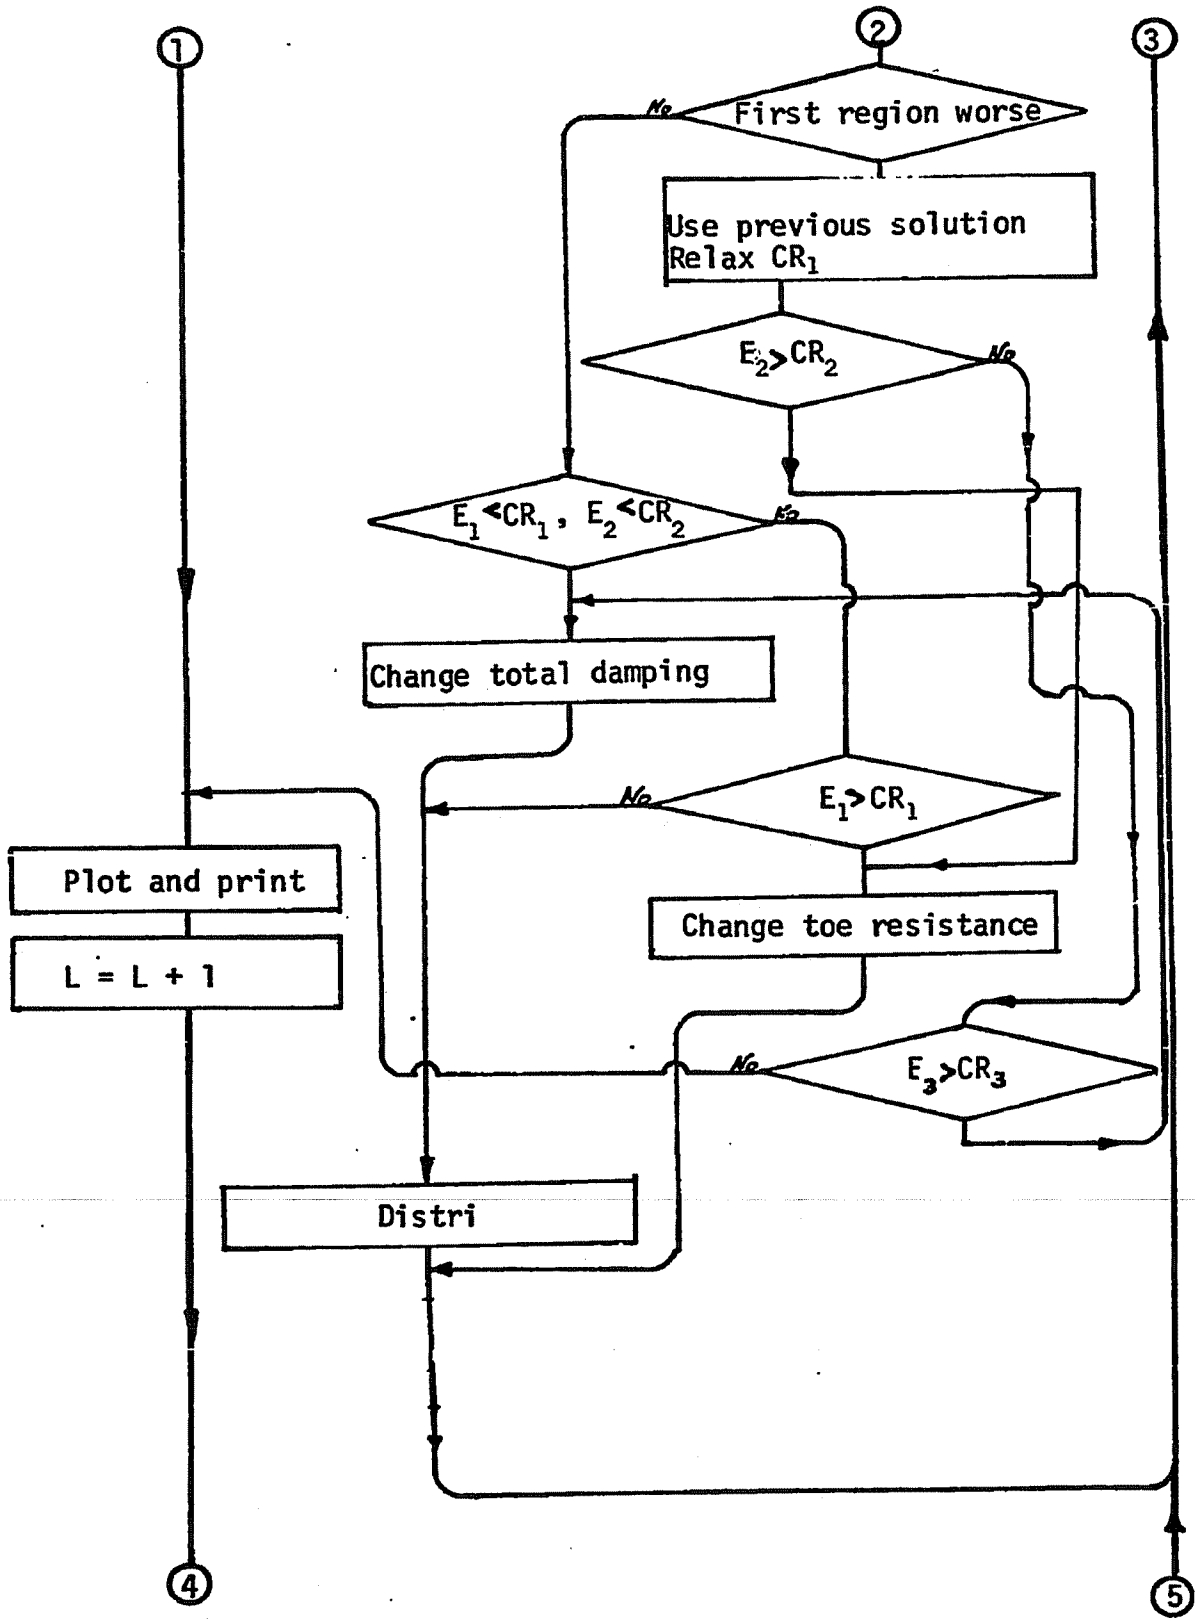 1
2
3
First region worse
No
Use previous solution
Relax CR₁
E₂>CR₂
No
E₁<CR₁, E₂<CR₂
No
Change total damping
E₁>CR₁
No
Plot and print
Change toe resistance
L = L + 1
E₃>CR₃
No
Distri
4
5